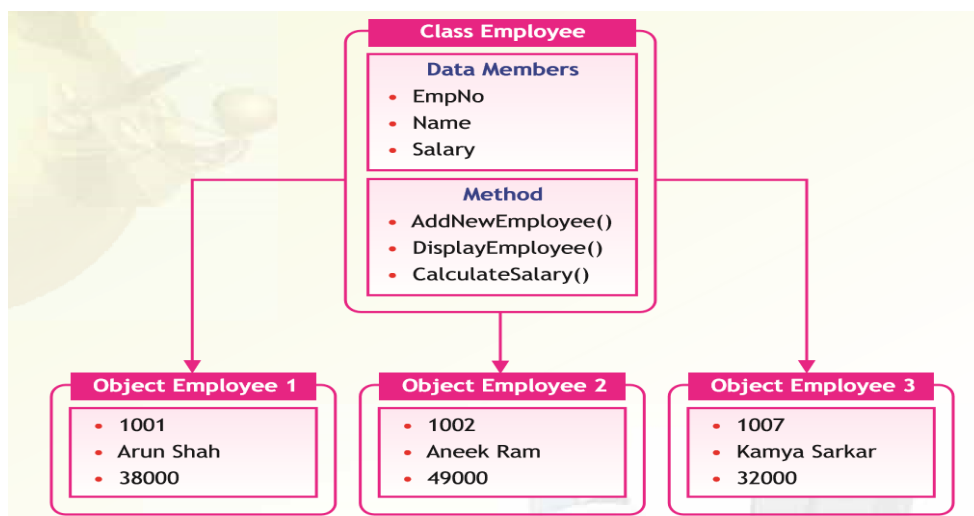 Class Employee
Data Members
• EmpNo
• Name
• Salary
Method
• AddNewEmployee()
• DisplayEmployee()
• CalculateSalary()
Object Employee 1
• 1001
• Arun Shah
• 38000
Object Employee 2
• 1002
• Aneek Ram
• 49000
Object Employee 3
• 1007
• Kamya Sarkar
• 32000